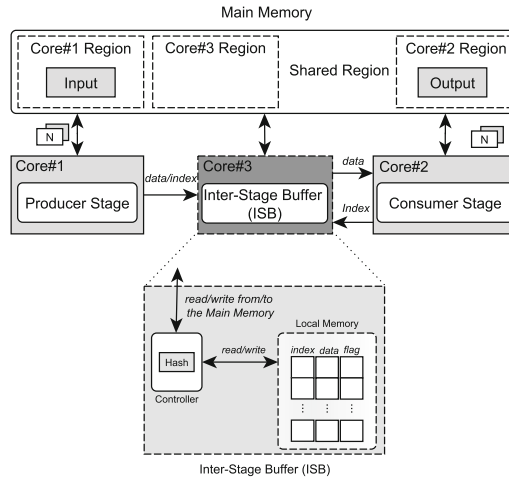 Main Memory
Core#1 Region
Core#3 Region
Core#2 Region
Shared Region
Input
Output
N
N
Core#1
Core#3
Core#2
data/index
data
Index
Producer Stage
Inter-Stage Buffer
(ISB)
Consumer Stage
read/write from/to
the Main Memory
Local Memory
index data flag
Hash
read/write
Controller
Inter-Stage Buffer (ISB)